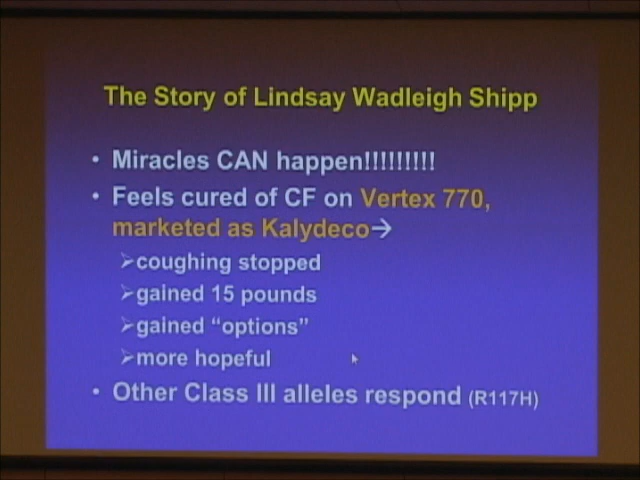 The Story of Lindsay Wadleigh Shipp
• Miracles CAN happen!!!!!!!!!
• Feels cured of CF on Vertex 770,
marketed as Kalydeco→
➢coughing stopped
➢gained 15 pounds
➢gained “options”
➢more hopeful
• Other Class III alleles respond (R117H)